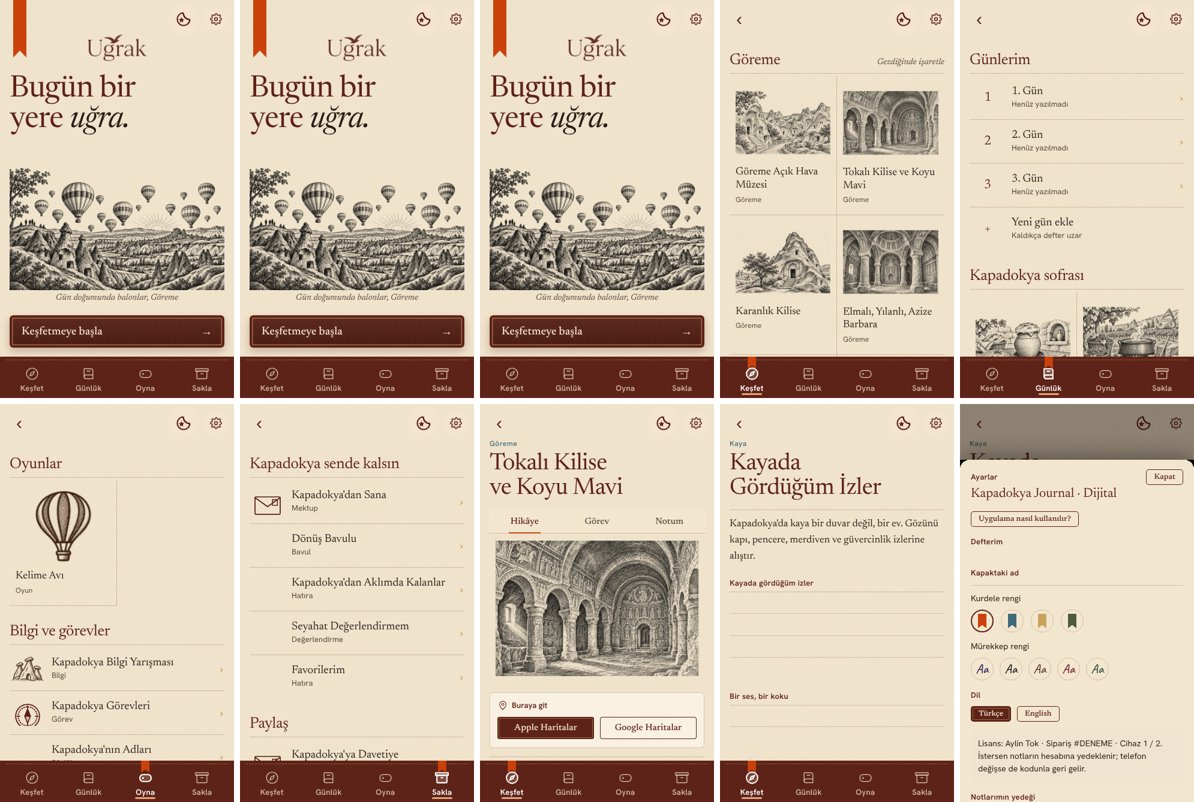 Uğrak
Bugün bir
yere uğra.
Gün doğumunda balonlar, Göreme
Keşfetmeye başla →
Keşfet Günlük Oyna Sakla
Uğrak
Bugün bir
yere uğra.
Gün doğumunda balonlar, Göreme
Keşfetmeye başla →
Keşfet Günlük Oyna Sakla
Uğrak
Bugün bir
yere uğra.
Gün doğumunda balonlar, Göreme
Keşfetmeye başla →
Keşfet Günlük Oyna Sakla
Göreme Gezdiğinde işaretle
Göreme Açık Hava
Müzesi
Göreme
Tokalı Kilise ve Koyu
Mavi
Göreme
Karanlık Kilise
Göreme
Elmalı, Yılanlı, Azize
Barbara
Göreme
Keşfet Günlük Oyna Sakla
Günlerim
1 1. Gün
Henüz yazılmadı
2 2. Gün
Henüz yazılmadı
3 3. Gün
Henüz yazılmadı
+ Yeni gün ekle
Kaldıkça defter uzar
Kapadokya sofrası
Keşfet Günlük Oyna Sakla
Oyunlar
Kelime Avı
Oyun
Bilgi ve görevler
Kapadokya Bilgi Yarışması
Bilgi
Kapadokya Görevleri
Görev
Kapadokya'nın Adları
Keşfet Günlük Oyna Sakla
Kapadokya sende kalsın
Kapadokya'dan Sana
Mektup
Dönüş Bavulu
Bavul
Kapadokya'dan Aklımda Kalanlar
Hatıra
Seyahat Değerlendirmem
Değerlendirme
Favorilerim
Hatıra
Paylaş
Kapadokya'ya Davetiye
Keşfet Günlük Oyna Sakla
Göreme
Tokalı Kilise
ve Koyu Mavi
Hikâye Görev Notum
Buraya git
Apple Haritalar Google Haritalar
Keşfet Günlük Oyna Sakla
Kaya
Kayada
Gördüğüm İzler
Kapadokya'da kaya bir duvar değil, bir ev. Gözünü
kapı, pencere, merdiven ve güvercinlik izlerine
alıştır.
Kayada gördüğüm izler
Bir ses, bir koku
Keşfet Günlük Oyna Sakla
Kaya
Kayada
Ayarlar Kapat
Kapadokya Journal · Dijital
Uygulama nasıl kullanılır?
Defterim
Kapaktaki ad
Kurdele rengi
Mürekkep rengi
Aa Aa Aa Aa Aa
Dil
Türkçe English
Lisans: Aylin Tok · Sipariş #DENEME · Cihaz 1 / 2.
İstersen notların hesabına yedeklenir; telefon
değişse de kodunla geri gelir.
Notlarımın yedeği